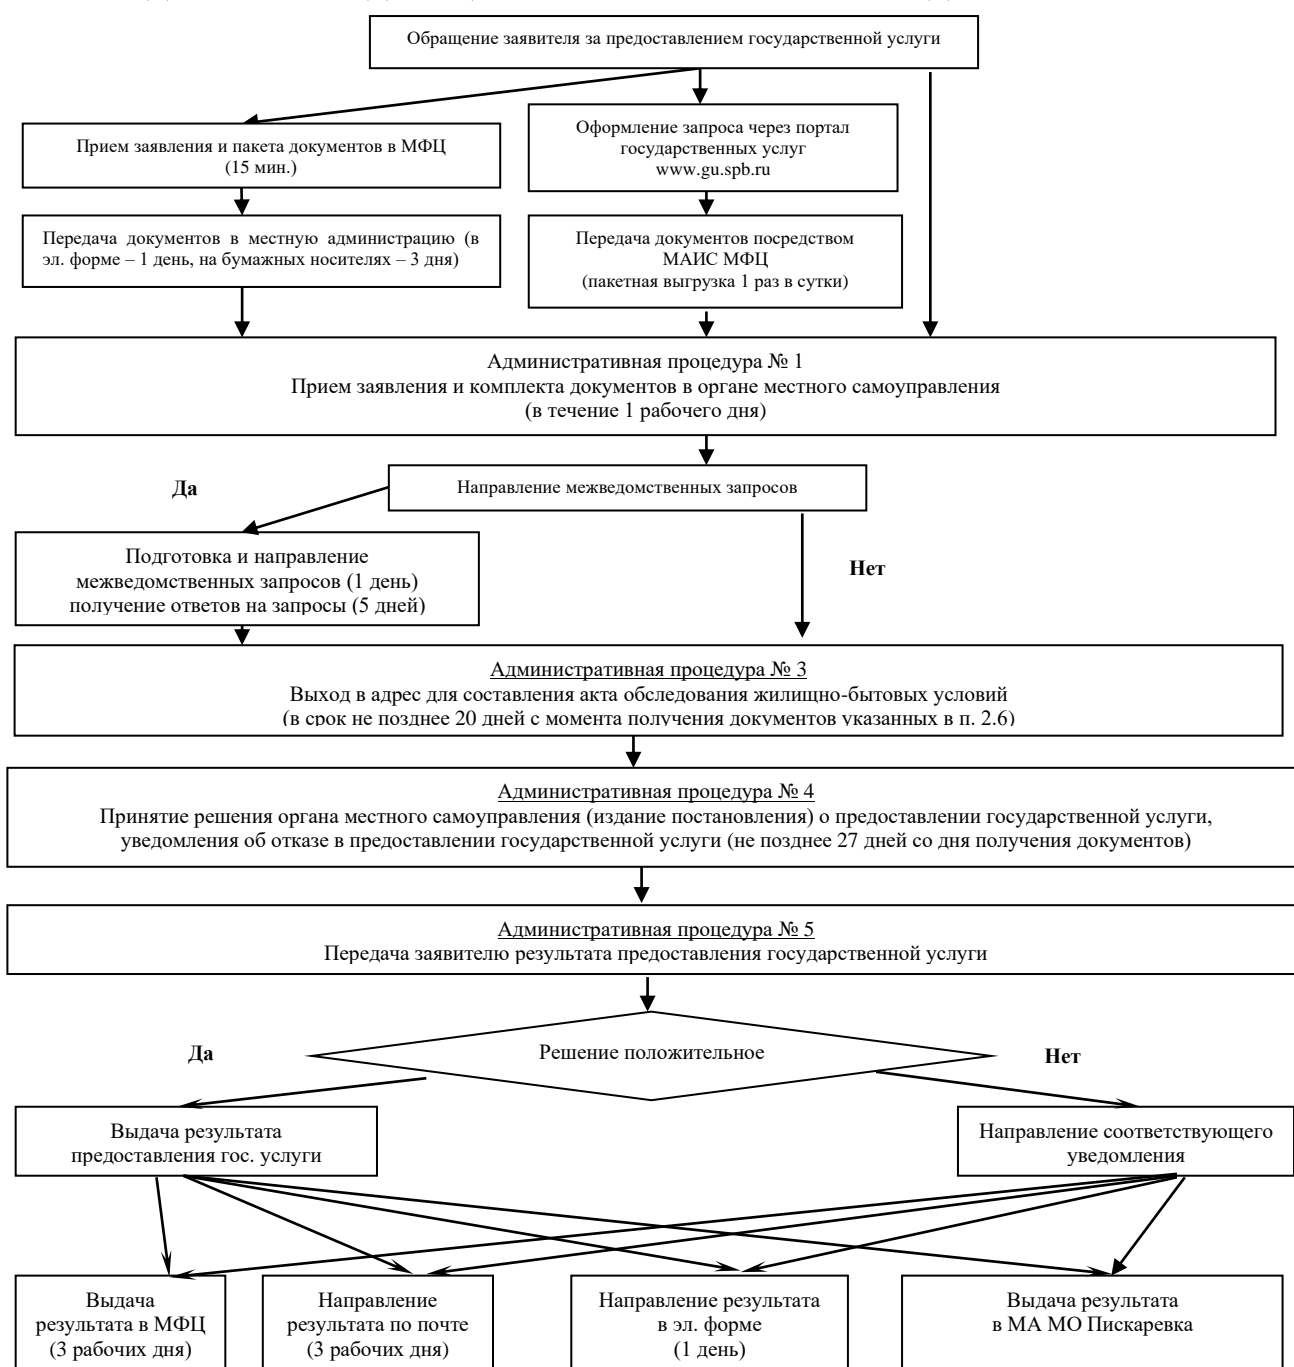 Обращение заявителя за предоставлением государственной услуги
Прием заявления и пакета документов в МФЦ
(15 мин.)
Оформление запроса через портал
государственных услуг
www.gu.spb.ru
Передача документов в местную администрацию (в
эл. форме – 1 день, на бумажных носителях – 3 дня)
Передача документов посредством
МАИС МФЦ
(пакетная выгрузка 1 раз в сутки)
Административная процедура № 1
Прием заявления и комплекта документов в органе местного самоуправления
(в течение 1 рабочего дня)
Направление межведомственных запросов
Да
Подготовка и направление
межведомственных запросов (1 день)
получение ответов на запросы (5 дней)
Нет
Административная процедура № 3
Выход в адрес для составления акта обследования жилищно-бытовых условий
(в срок не позднее 20 дней с момента получения документов указанных в п. 2.6)
Административная процедура № 4
Принятие решения органа местного самоуправления (издание постановления) о предоставлении государственной услуги,
уведомления об отказе в предоставлении государственной услуги (не позднее 27 дней со дня получения документов)
Административная процедура № 5
Передача заявителю результата предоставления государственной услуги
Да
Решение положительное
Нет
Выдача результата
предоставления гос. услуги
Направление соответствующего
уведомления
Выдача
результата в МФЦ
(3 рабочих дня)
Направление
результата по почте
(3 рабочих дня)
Направление результата
в эл. форме
(1 день)
Выдача результата
в МА МО Пискаревка